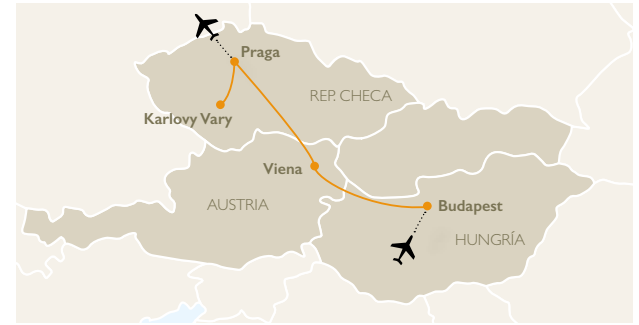 Praga
REP. CHECA
Karlovy Vary
Viena
AUSTRIA
Budapest
HUNGRÍA